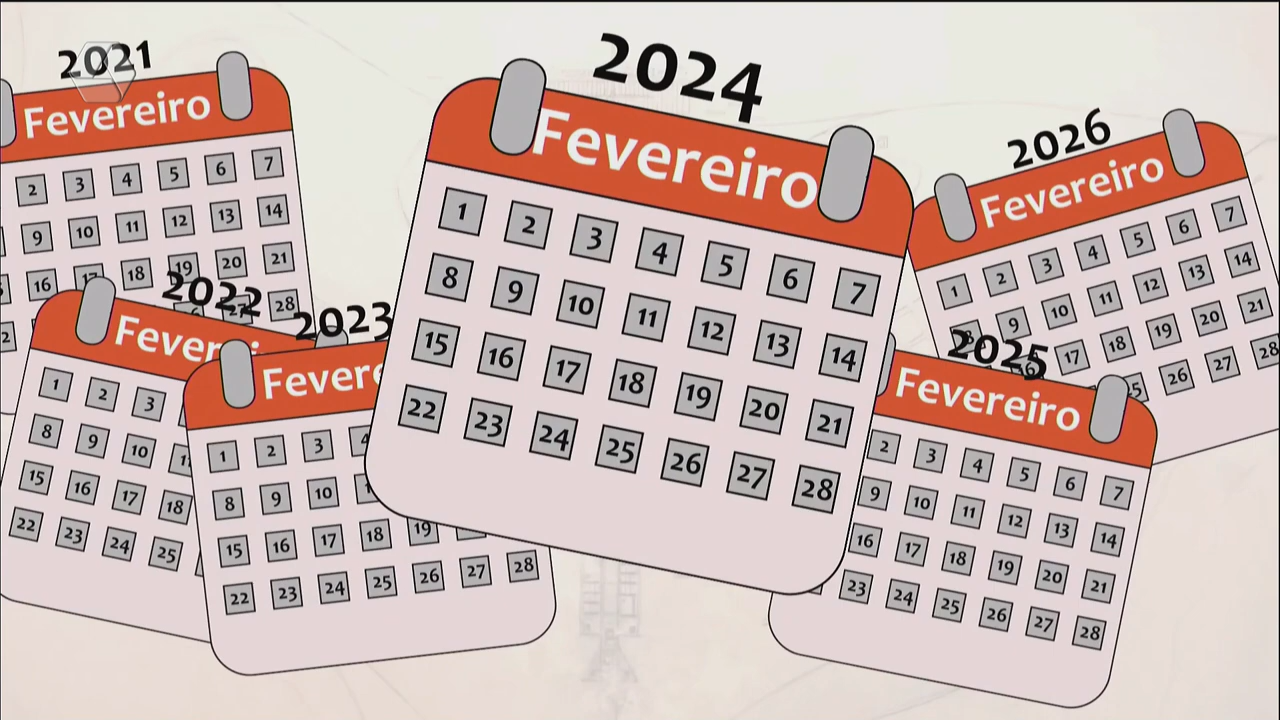 2021
Fevereiro
2 3 4 5 6 7
9 10 11 12 13 14
16 17 18 19 20 21
28
2022
1 2 3
8 9 10
15 16 17 18
22 23 24 25
2023
1 2 3 4
8 9 10
15 16 17 18 19
22 23 24 25 26 27 28
2024
Fevereiro
1 2 3 4 5 6 7
8 9 10 11 12 13 14
15 16 17 18 19 20 21
22 23 24 25 26 27 28
2025
Fevereiro
2 3 4 5 6 7
9 10 11 12 13 14
16 17 18 19 20 21
23 24 25 26 27 28
2026
Fevereiro
1 2 3 4 5 6 7
9 10 11 12 13 14
16 17 18 19 20 21
26 27 28